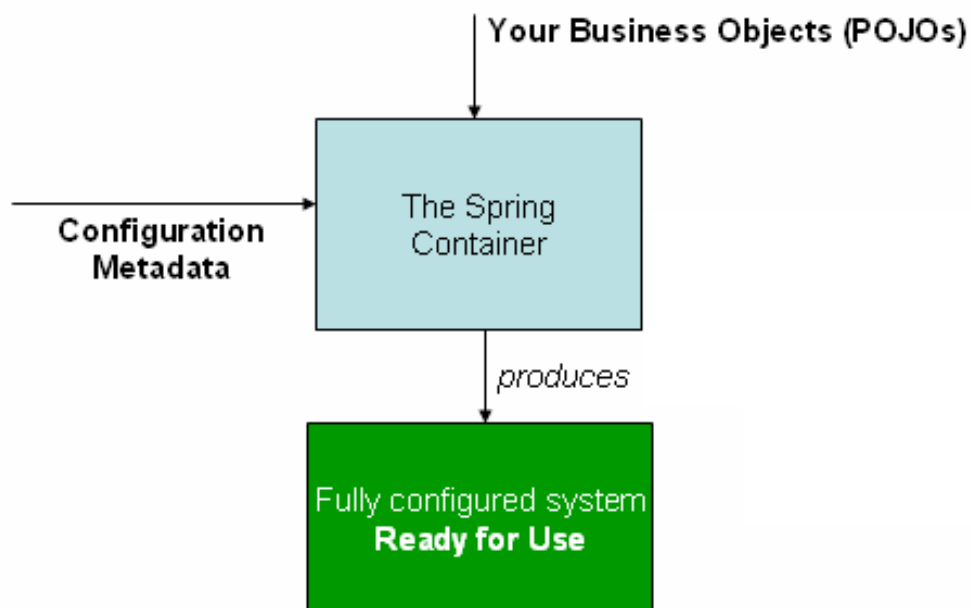 Your Business Objects (POJOs)
The Spring
Container
Configuration
Metadata
produces
Fully configured system
Ready for Use